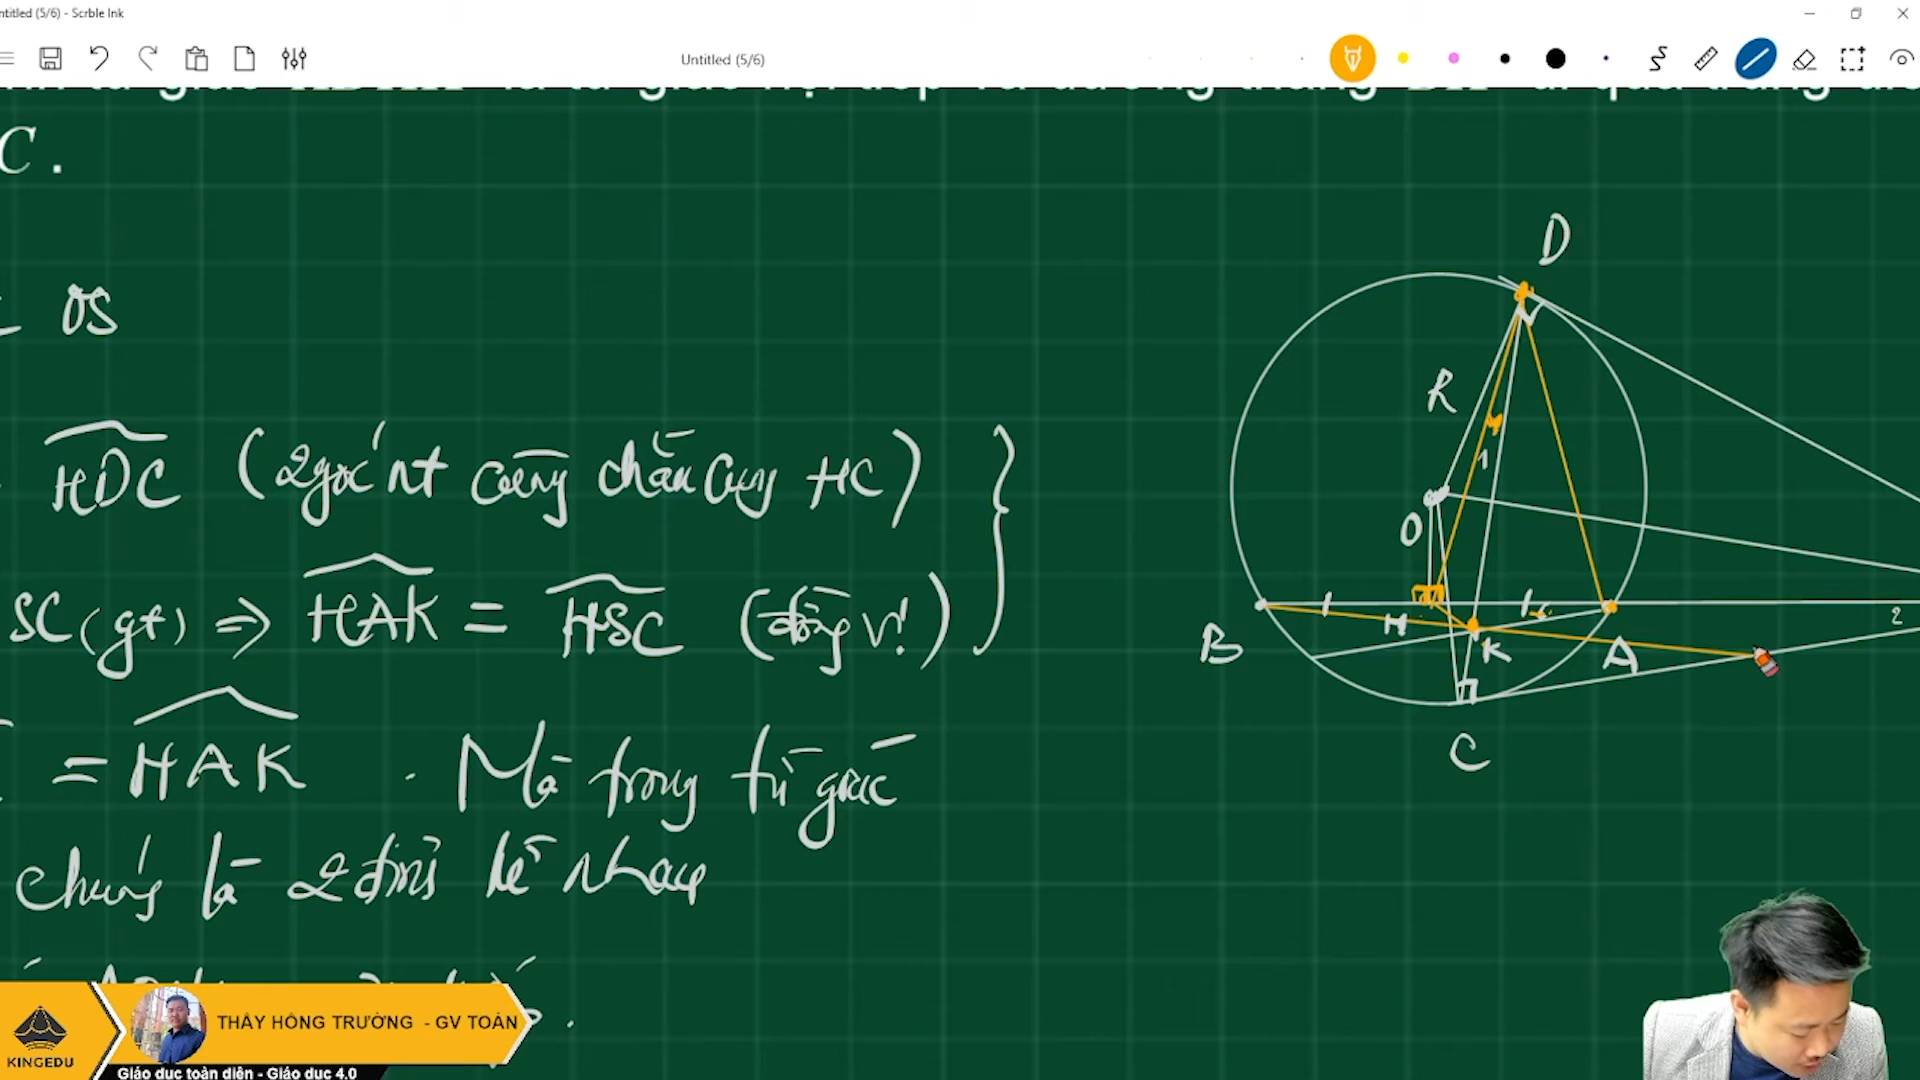 Untitled (5/6) - Scrble Ink
Untitled (5/6)
C.
OS
HDC (2 góc nt cùng chắn cung HC)
SC (gt) => HAK = HSC (đồng vị)
= HAK . Mà trong tứ giác
chúng là 2 đỉnh kề nhau
D
R
1
O
B
H
K
A
C
2
KINGEDU
THẦY HỒNG TRƯỜNG - GV TOÁN
Giáo dục toàn diện - Giáo dục 4.0